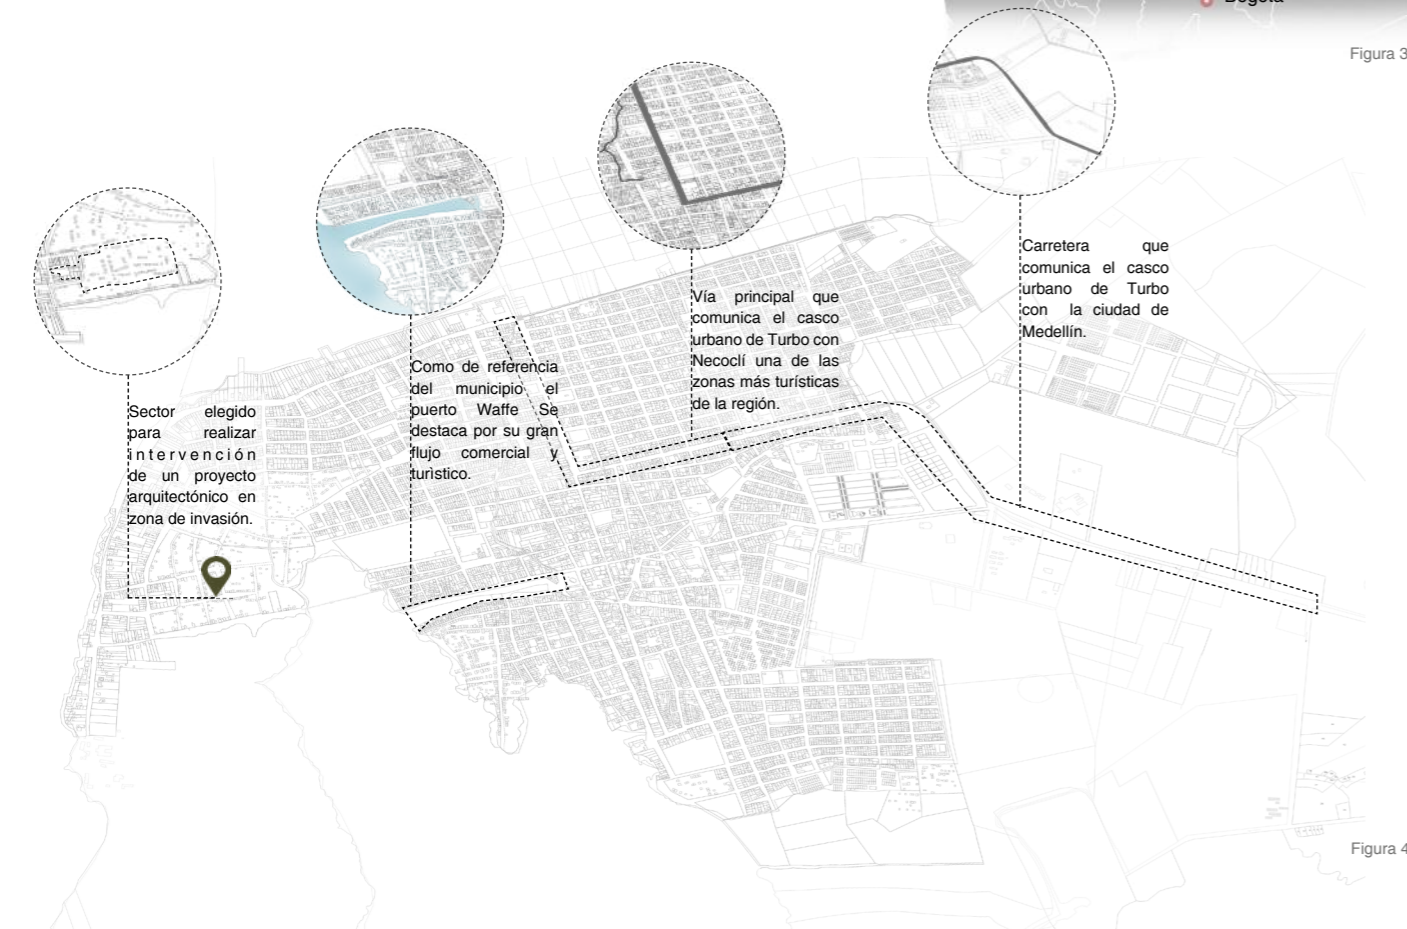 Bogotá
Figura 3
Carretera que
comunica el casco
urbano de Turbo
con la ciudad de
Medellín.
Vía principal que
comunica el casco
urbano de Turbo con
Necoclí una de las
zonas más turísticas
de la región.
Como de referencia
del municipio el
puerto Waffe Se
destaca por su gran
flujo comercial y
turìstico.
Sector elegido
para realizar
intervención
de un proyecto
arquitectónico en
zona de invasión.
Figura 4